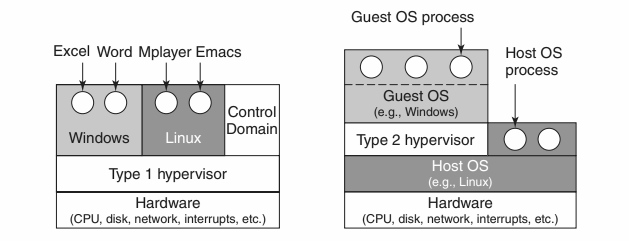 Excel Word Mplayer Emacs
Windows
Linux
Control
Domain
Type 1 hypervisor
Hardware
(CPU, disk, network, interrupts, etc.)
Guest OS process
Host OS
process
Guest OS
(e.g., Windows)
Type 2 hypervisor
Host OS
(e.g., Linux)
Hardware
(CPU, disk, network, interrupts, etc.)